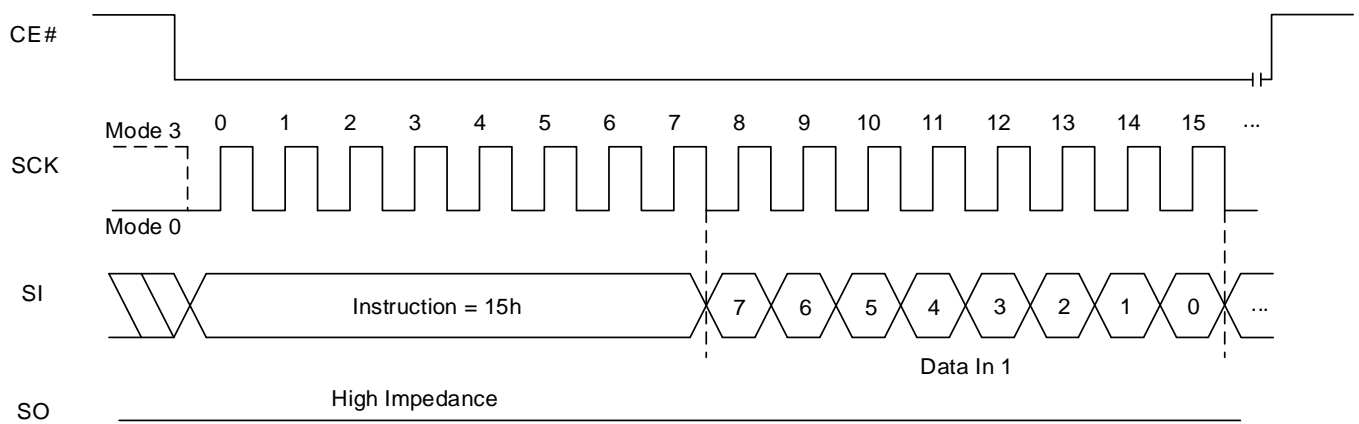 CE#
Mode 3 0 1 2 3 4 5 6 7 8 9 10 11 12 13 14 15 ...
SCK
Mode 0
SI Instruction = 15h 7 6 5 4 3 2 1 0 ...
Data In 1
High Impedance
SO